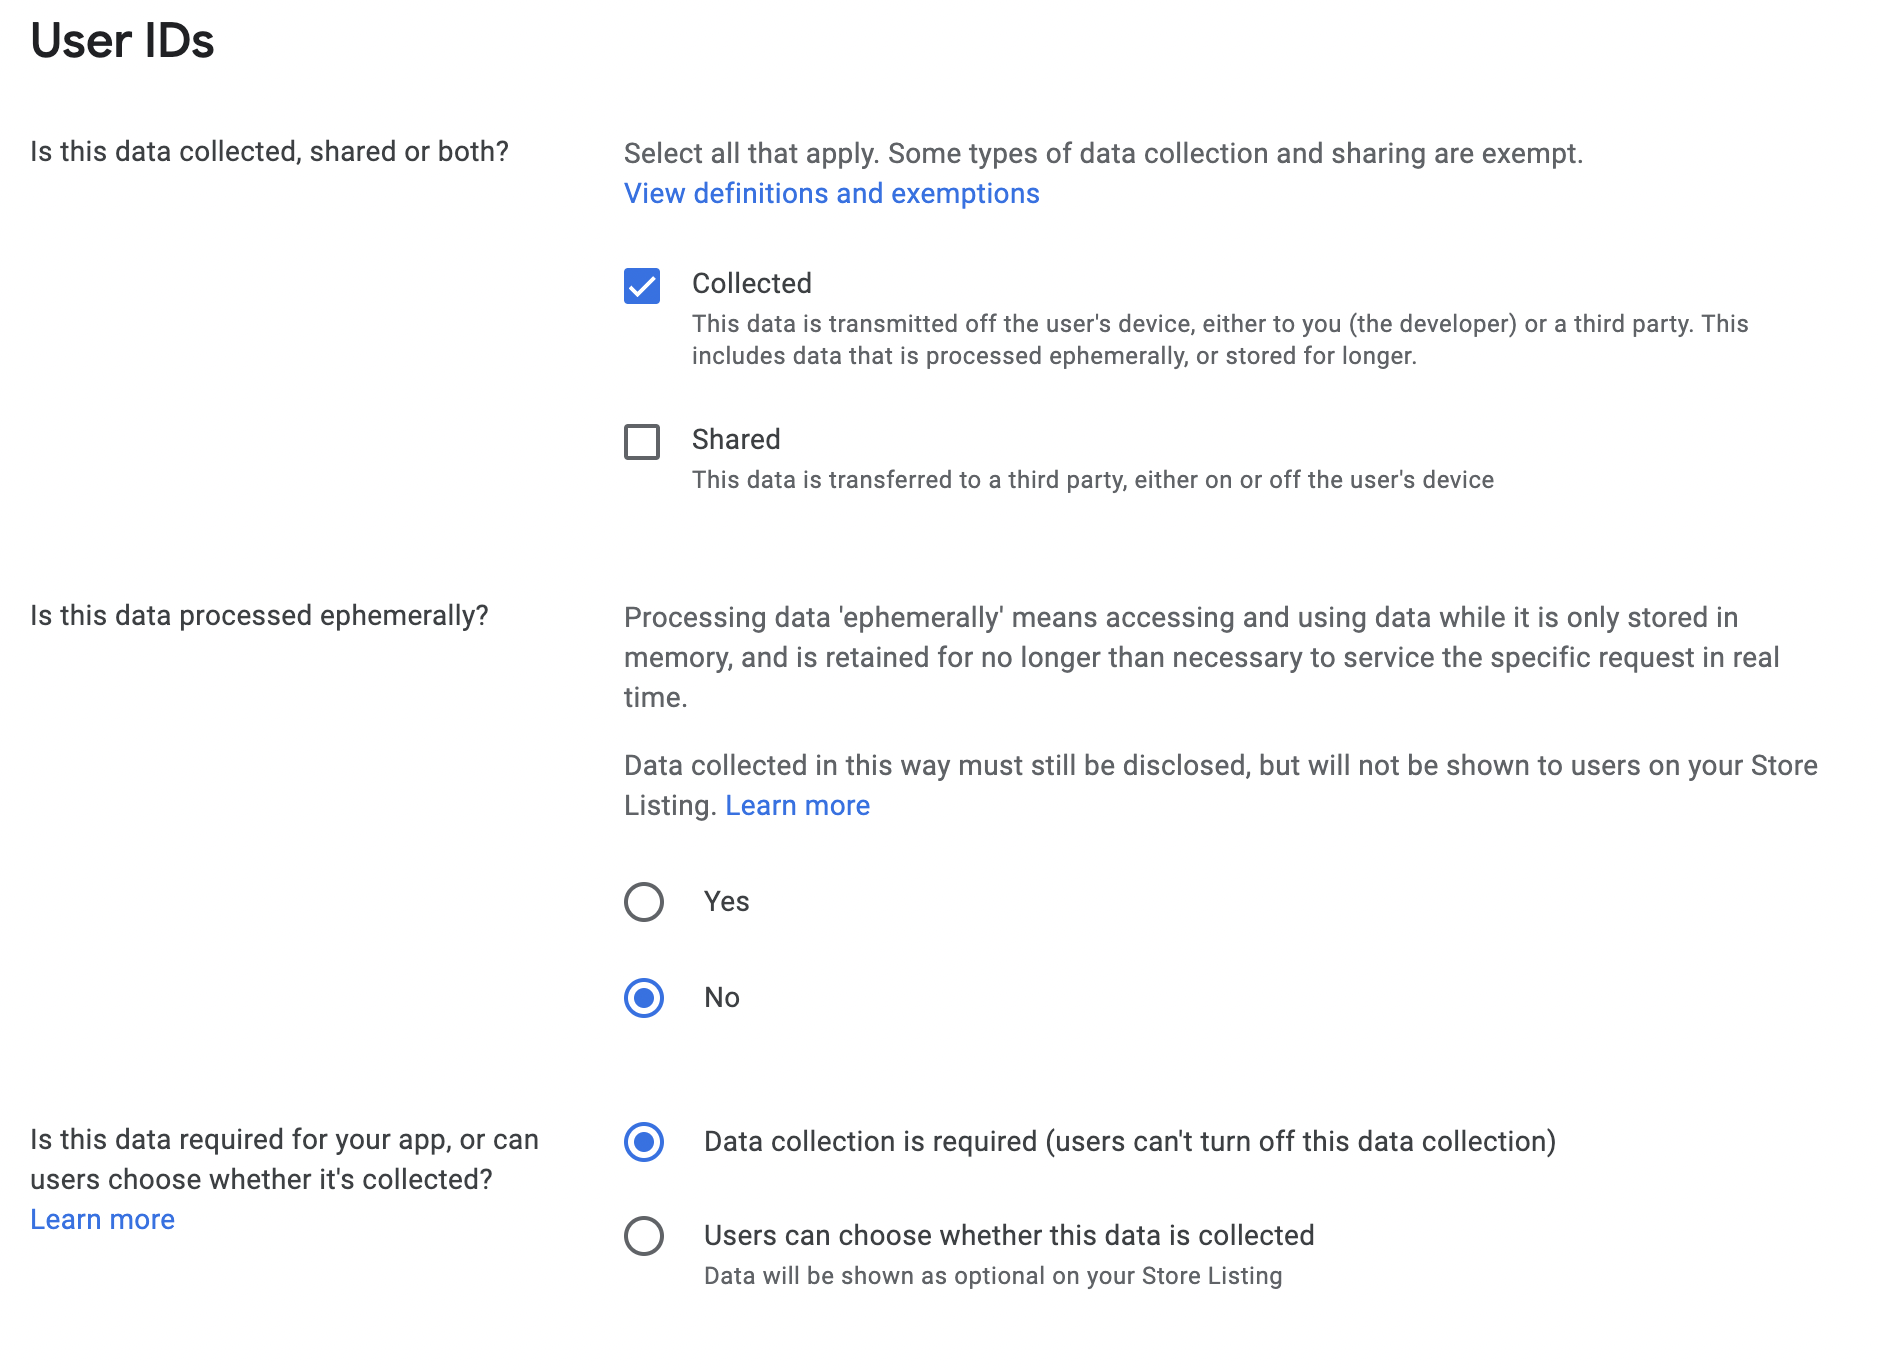 User IDs
Is this data collected, shared or both?
Select all that apply. Some types of data collection and sharing are exempt.
View definitions and exemptions
Collected
This data is transmitted off the user's device, either to you (the developer) or a third party. This
includes data that is processed ephemerally, or stored for longer.
Shared
This data is transferred to a third party, either on or off the user's device
Is this data processed ephemerally?
Processing data 'ephemerally' means accessing and using data while it is only stored in
memory, and is retained for no longer than necessary to service the specific request in real
time.
Data collected in this way must still be disclosed, but will not be shown to users on your Store
Listing. Learn more
Yes
No
Is this data required for your app, or can
users choose whether it's collected?
Learn more
Data collection is required (users can't turn off this data collection)
Users can choose whether this data is collected
Data will be shown as optional on your Store Listing